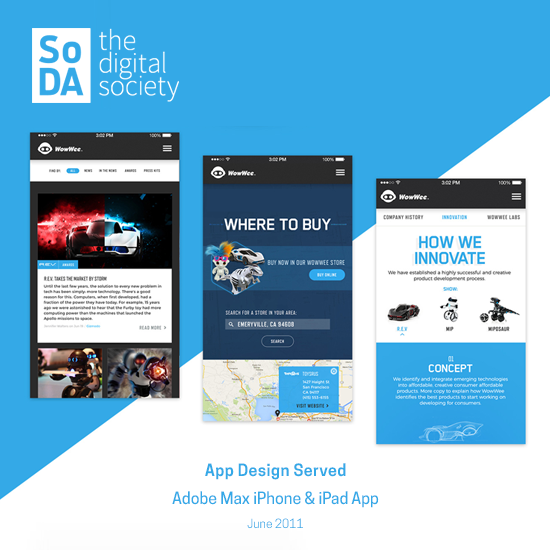 So
DA
the
digital
society
3:02 PM
100%
WowWee
FIND BY:
ALL
NEWS
IN THE NEWS
AWARDS
PRESS KITS
AWARDS
R.E.V. TAKES THE MARKET BY STORM
Until the last few years, the solution to every problem in
tech has been simply: more technology. There's a good
reason for this. Computers, when first developed, had a
fraction of the power they have today. For example, 15 years
ago we were astonished to hear that the Furby toy had more
computing power than the machines that launched the
Apollo missions to space.
READ MORE >
3:02 PM
100%
WowWee
WHERE TO BUY
BUY NOW IN OUR WOWWEE STORE
BUY ONLINE
SEARCH FOR A STORE IN YOUR AREA:
EMERYVILLE, CA 94608
SEARCH
TOYSRUS
1427 Haight St
San Francisco
CA 94117
VISIT WEBSITE >
3:02 PM
100%
WowWee
COMPANY HISTORY
INNOVATION
WOWWEE LABS
HOW WE
INNOVATE
We have established a highly successful and creative
product development process.
SHOW:
R.E.V
MiP
MIPOSAUR
01
CONCEPT
We identify and integrate emerging technologies
into affordable, creative consumer affordable
products. More copy to explain how WowWee
identifies the best products to start working on
developing for consumers.
App Design Served
Adobe Max iPhone & iPad App
June 2011